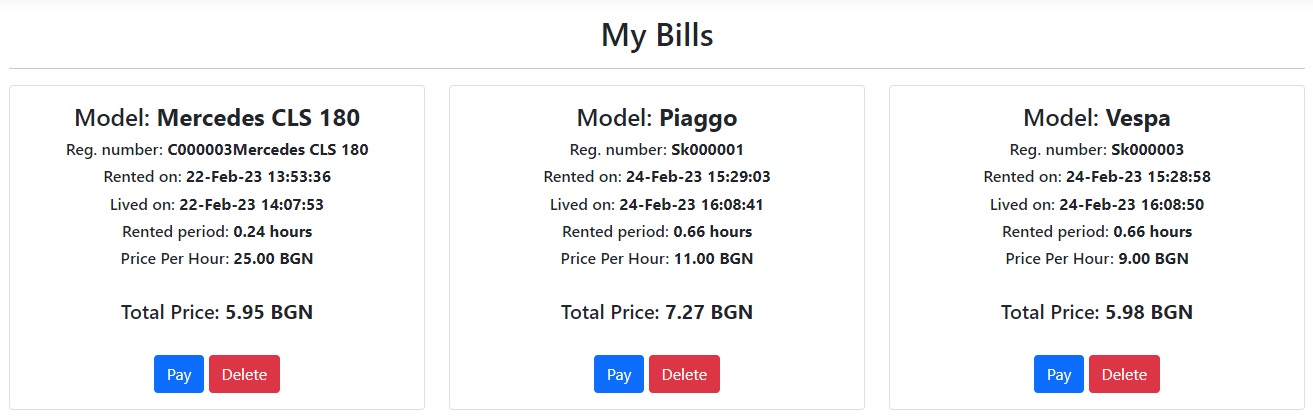 My Bills
Model: Mercedes CLS 180
Reg. number: C000003Mercedes CLS 180
Rented on: 22-Feb-23 13:53:36
Lived on: 22-Feb-23 14:07:53
Rented period: 0.24 hours
Price Per Hour: 25.00 BGN
Total Price: 5.95 BGN
Pay Delete
Model: Piaggo
Reg. number: Sk000001
Rented on: 24-Feb-23 15:29:03
Lived on: 24-Feb-23 16:08:41
Rented period: 0.66 hours
Price Per Hour: 11.00 BGN
Total Price: 7.27 BGN
Pay Delete
Model: Vespa
Reg. number: Sk000003
Rented on: 24-Feb-23 15:28:58
Lived on: 24-Feb-23 16:08:50
Rented period: 0.66 hours
Price Per Hour: 9.00 BGN
Total Price: 5.98 BGN
Pay Delete